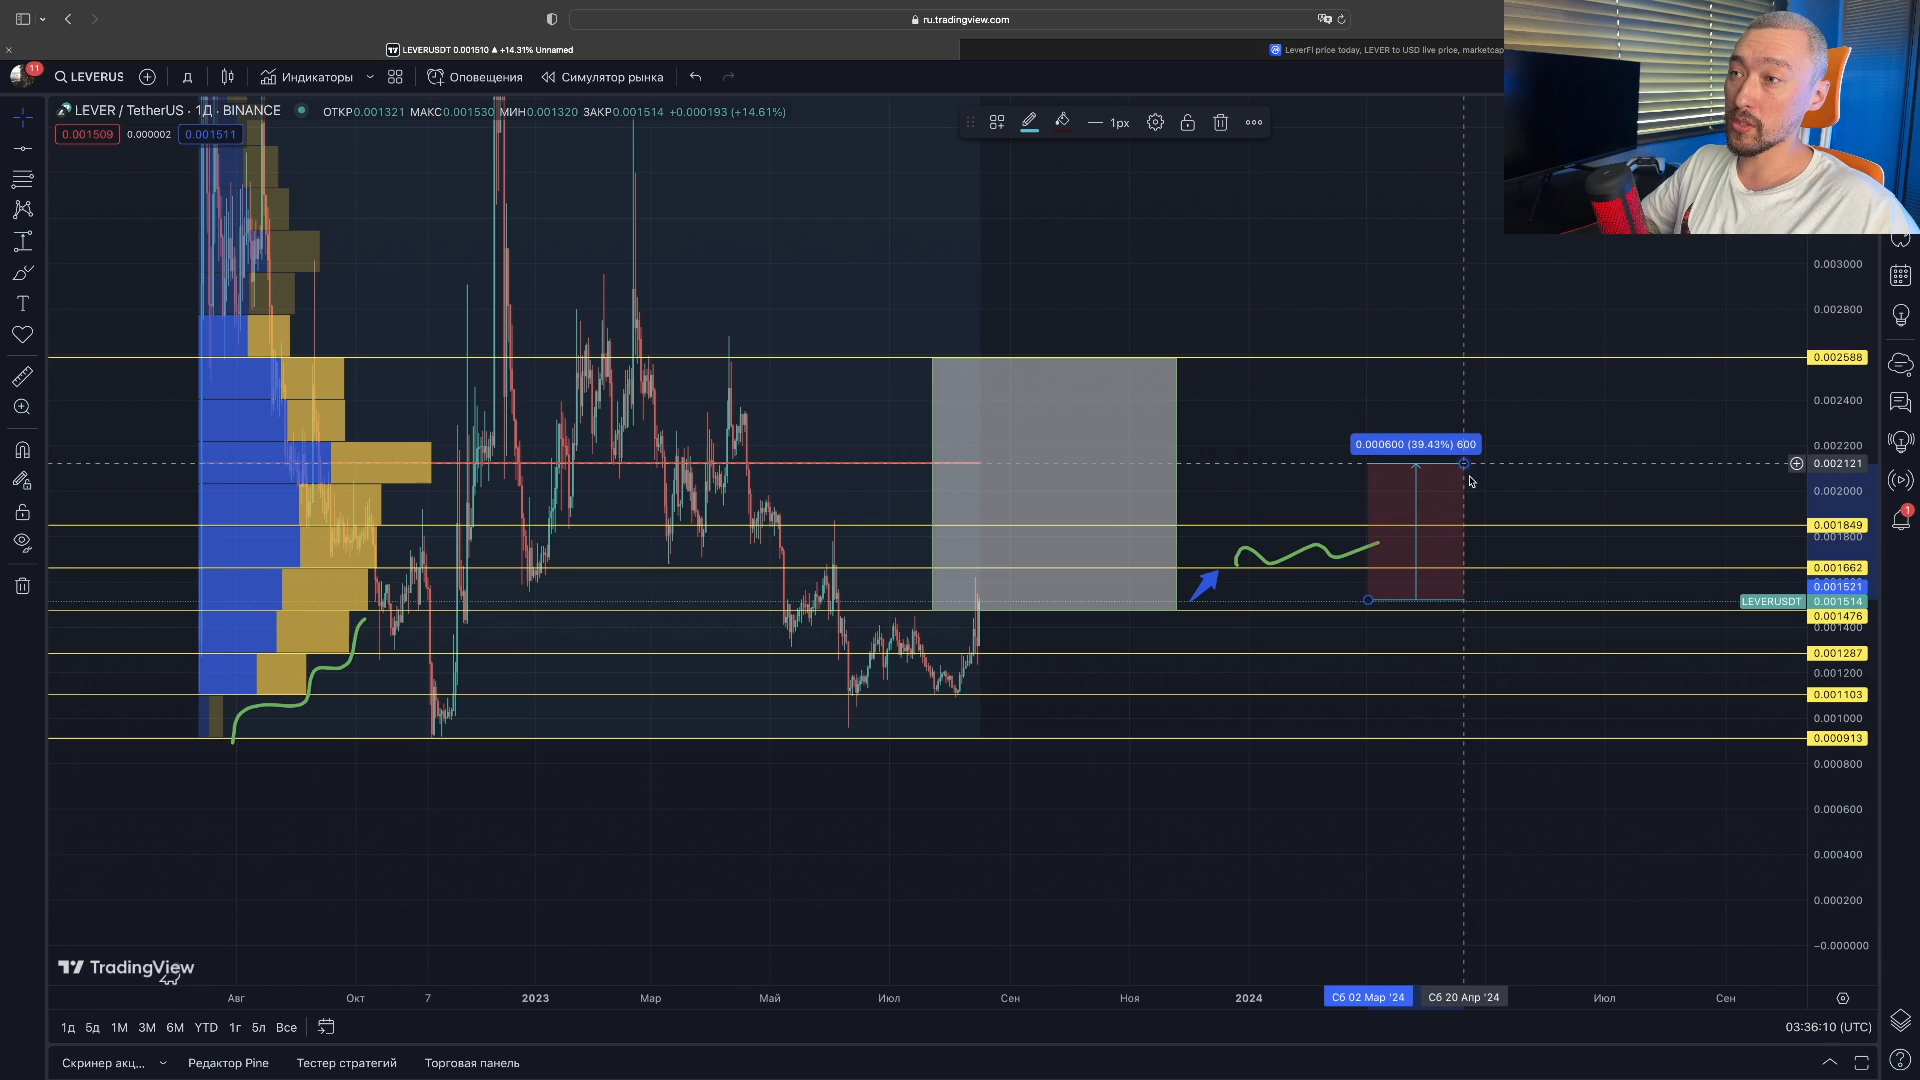 ru.tradingview.com
LEVERUSDT 0.001510 ▲ +14.31% Unnamed
LeverFi price today, LEVER to USD live price, marketcap
11
LEVERUS
Д
Индикаторы
Оповещения
Симулятор рынка
LEVER / TetherUS · 1Д · BINANCE
ОТКР0.001321 МАКС0.001530 МИН0.001320 ЗАКР0.001514 +0.000193 (+14.61%)
0.001509
0.000002
0.001511
1px
0.003000
0.002800
0.002588
0.002400
0.000600 (39.43%) 600
0.002200
0.002121
0.002000
0.001849
0.001800
0.001662
0.001521
LEVERUSDT 0.001514
0.001476
0.001400
0.001287
0.001200
0.001103
0.001000
0.000913
0.000800
0.000600
0.000400
0.000200
−0.000000
1
TradingView
Авг
Окт
7
2023
Мар
Май
Июл
Сен
Ноя
2024
Сб 02 Мар '24
Сб 20 Апр '24
Июл
Сен
1д 5д 1М 3М 6М YTD 1г 5л Все
03:36:10 (UTC)
Скринер акц...
Редактор Pine
Тестер стратегий
Торговая панель